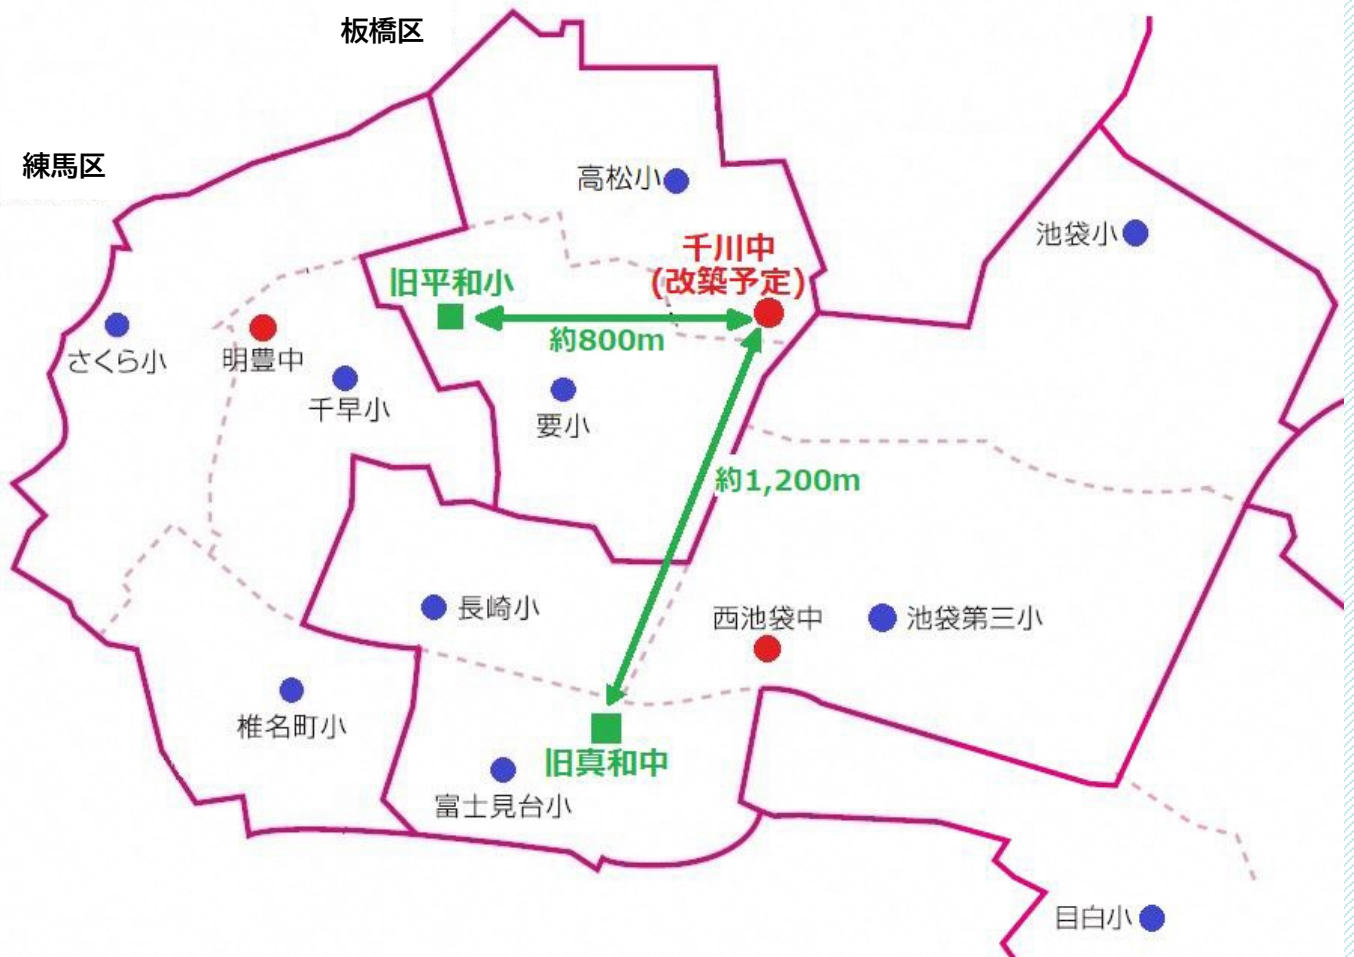 板橋区
練馬区
高松小
池袋小
千川中
(改築予定)
旧平和小
約800m
さくら小
明豊中
千早小
要小
約1,200m
長崎小
西池袋中
池袋第三小
椎名町小
旧真和中
富士見台小
目白小